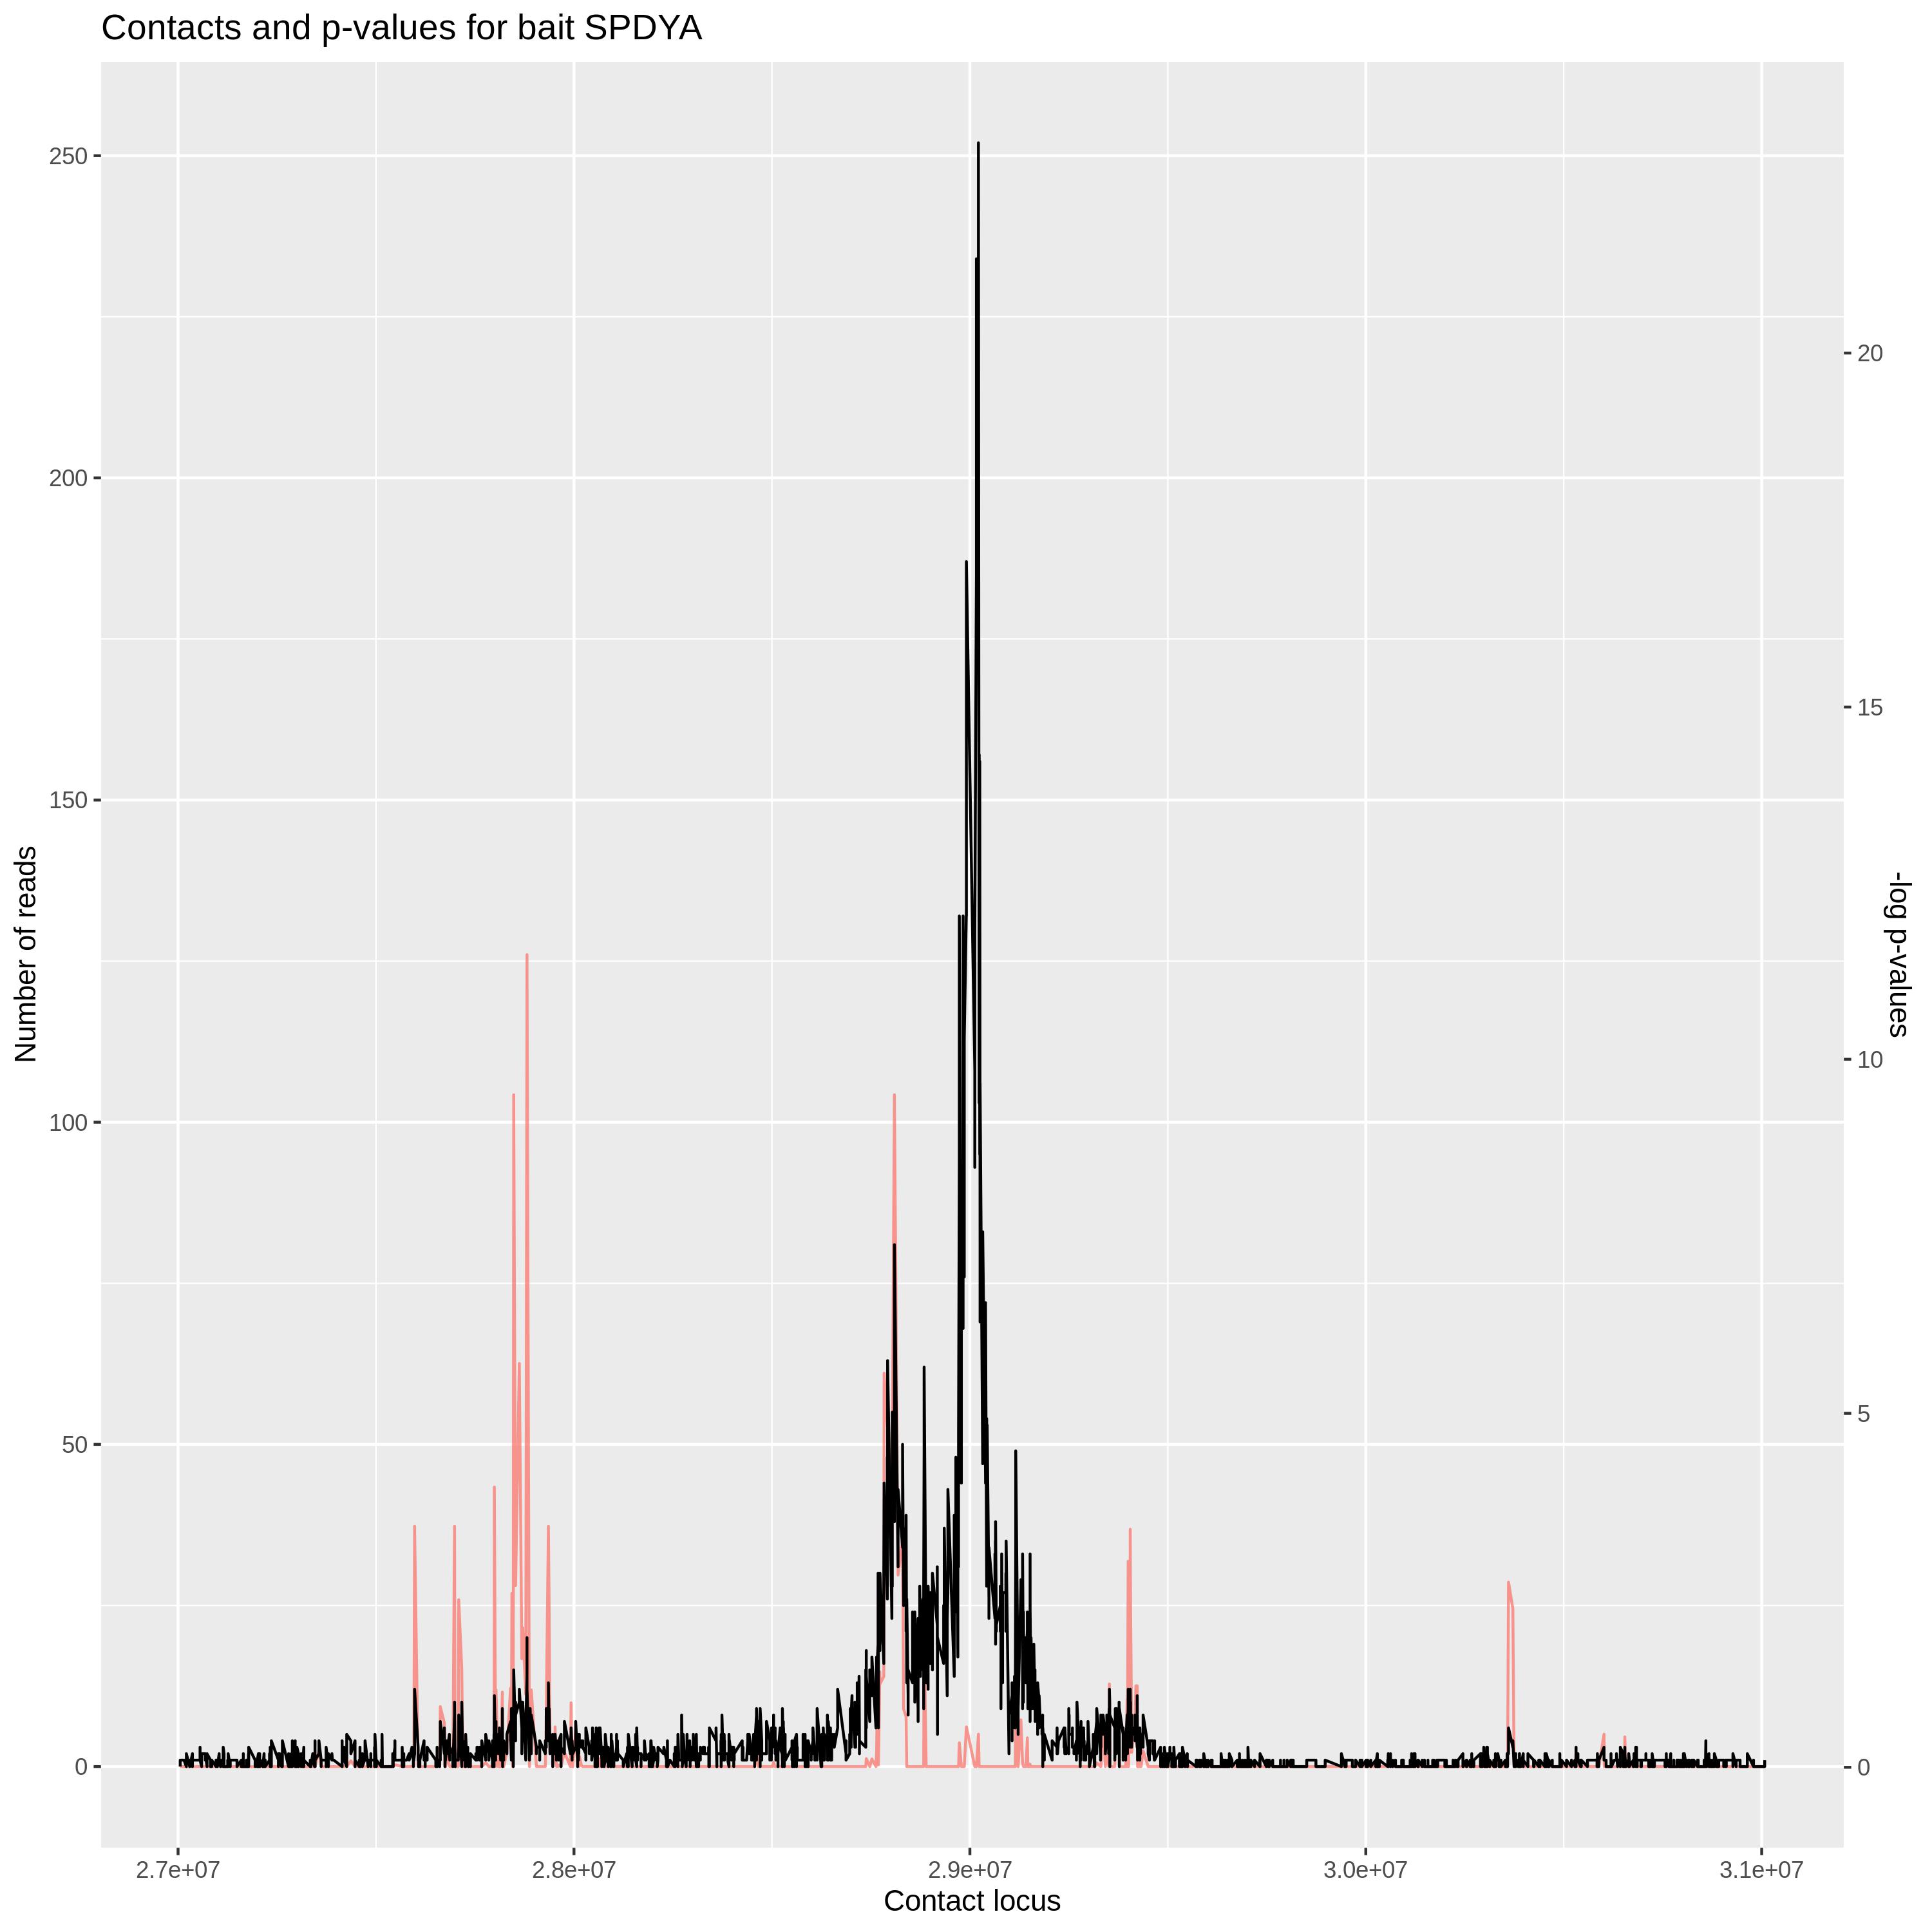 Contacts and p-values for bait SPDYA
250
200
150
100
50
0
Number of reads
20
15
10
5
0
-log p-values
2.7e+07 2.8e+07 2.9e+07 3.0e+07 3.1e+07
Contact locus